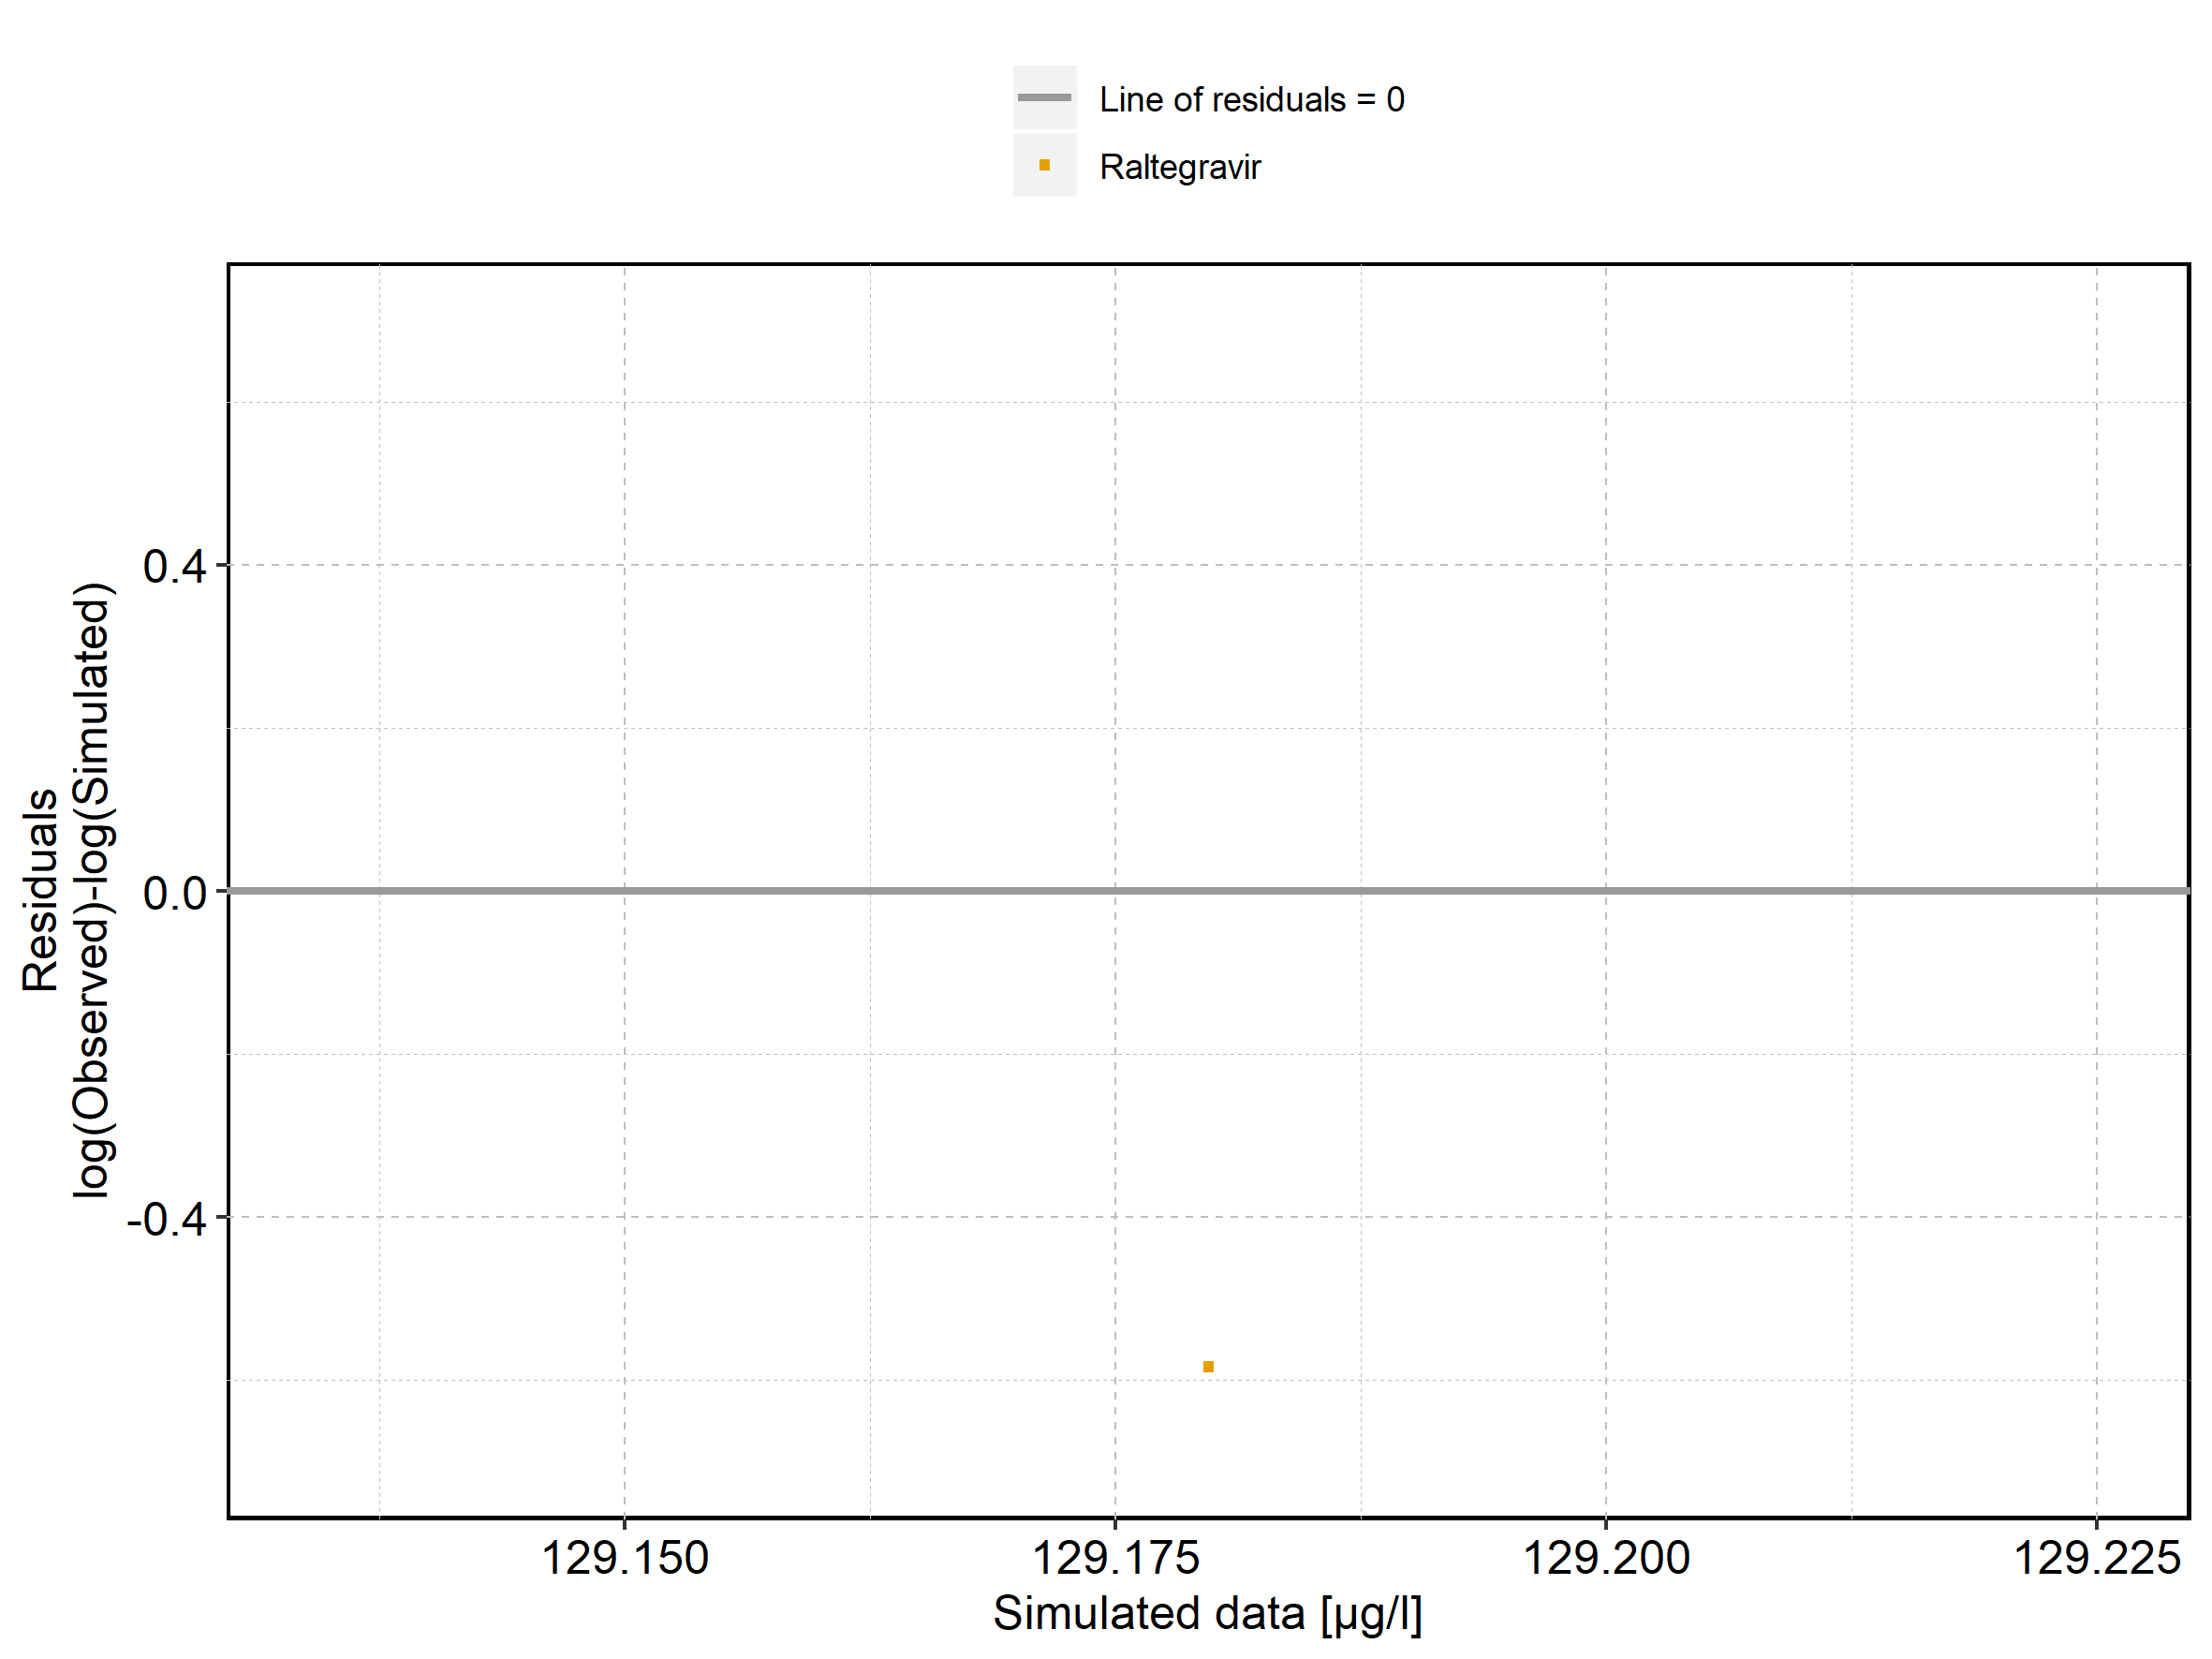 Line of residuals = 0
Raltegravir
Residuals
log(Observed)-log(Simulated)
0.4
0.0
-0.4
129.150
129.175
129.200
129.225
Simulated data [µg/l]